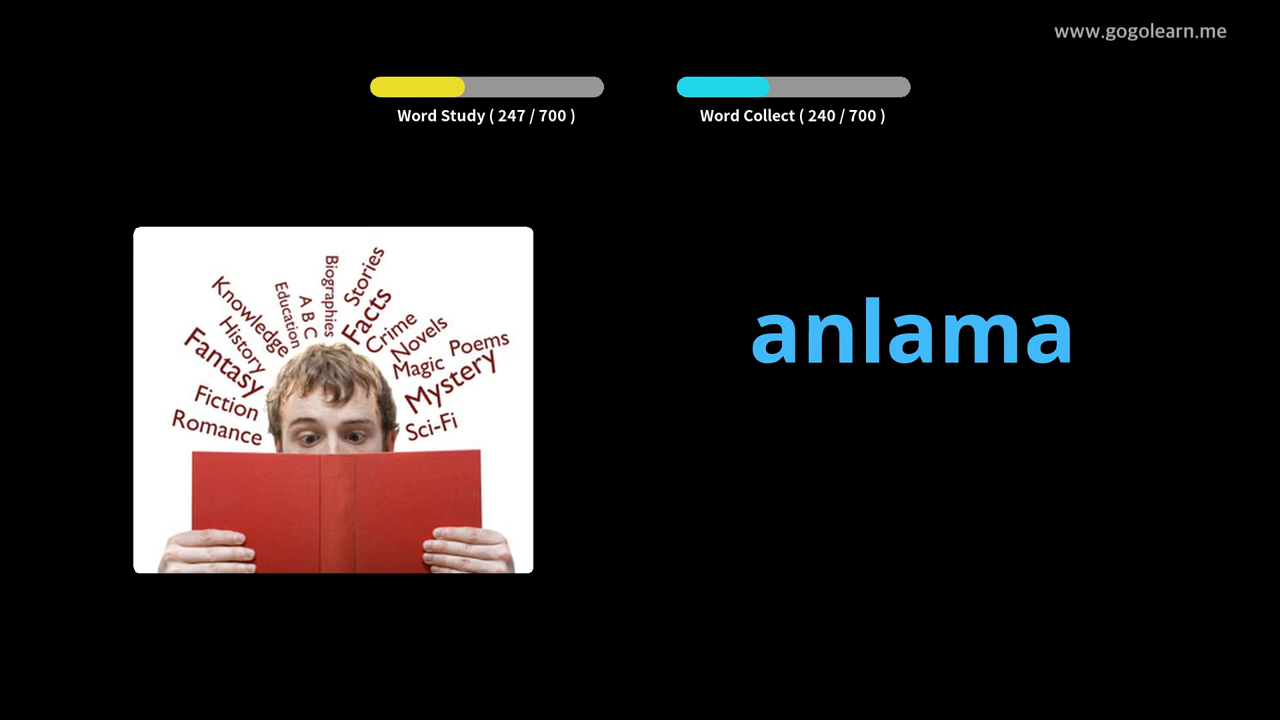 www.gogolearn.me
Word Study ( 247 / 700 )
Word Collect ( 240 / 700 )
anlama
Biographies
Stories
Education
A B C
Facts
Knowledge
Crime
History
Novels
Fantasy
Magic
Poems
Mystery
Fiction
Romance
Sci-Fi